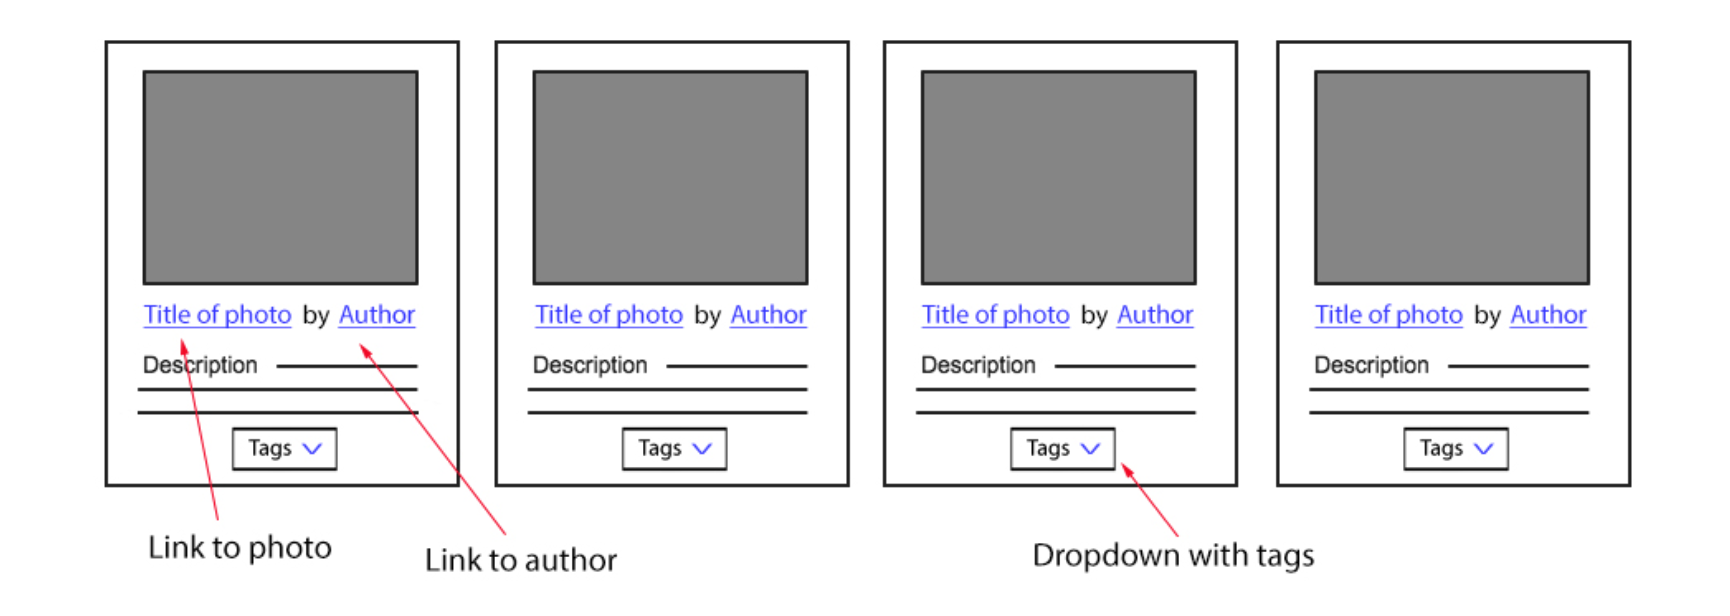 Title of photo by Author
Description
Tags
Title of photo by Author
Description
Tags
Title of photo by Author
Description
Tags
Title of photo by Author
Description
Tags
Link to photo
Link to author
Dropdown with tags